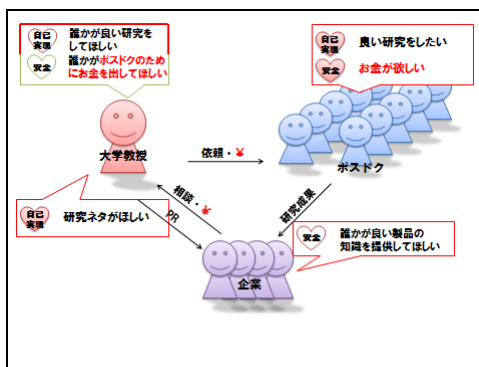 自己
実現
誰かが良い研究を
してほしい
安全
誰かがポスドクのため
にお金を出してほしい
自己
実現
良い研究をしたい
安全
お金が欲しい
大学教授
依頼・¥
ポスドク
相談・¥
PR
研究成果
自己
実現
研究ネタがほしい
安全
誰かが良い製品の
知識を提供してほしい
企業